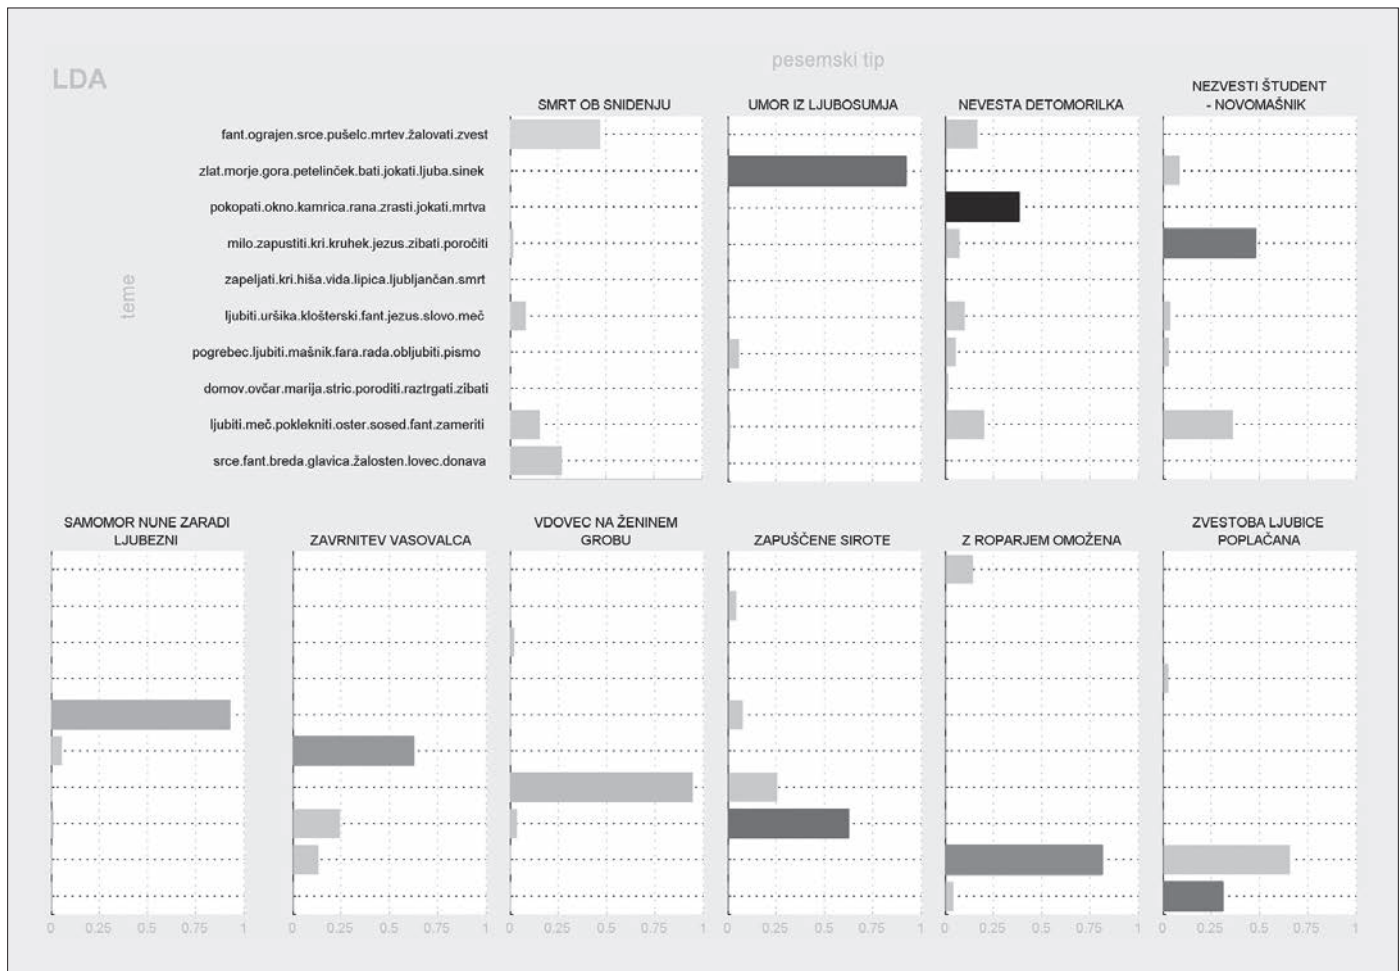 LDA
pesemski tip
SMRT OB SNIDENJU
UMOR IZ LJUBOSUMJA
NEVESTA DETOMORILKA
NEZVESTI ŠTUDENT
- NOVOMAŠNIK
teme
fant.ograjen.srce.pušelc.mrtev.žalovati.zvest
zlat.morje.gora.petelinček.bati.jokati.ljuba.sinek
pokopati.okno.kamrica.rana.zrasti.jokati.mrtva
milo.zapustiti.kri.kruhek.jezus.zibati.poročiti
zapeljati.kri.hiša.vida.lipica.ljubljančan.smrt
ljubiti.uršika.klošterski.fant.jezus.slovo.meč
pogrebec.ljubiti.mašnik.fara.rada.obljubiti.pismo
domov.ovčar.marija.stric.poroditi.raztrgati.zibati
ljubiti.meč.poklekniti.oster.sosed.fant.zameriti
srce.fant.breda.glavica.žalosten.lovec.donava
SAMOMOR NUNE ZARADI
LJUBEZNI
ZAVRNITEV VASOVALCA
VDOVEC NA ŽENINEM
GROBU
ZAPUŠČENE SIROTE
Z ROPARJEM OMOŽENA
ZVESTOBA LJUBICE
POPLAČANA
0 0.25 0.5 0.75 1
0 0.25 0.5 0.75 1
0 0.25 0.5 0.75 1
0 0.25 0.5 0.75 1
0 0.25 0.5 0.75 1
0 0.25 0.5 0.75 1